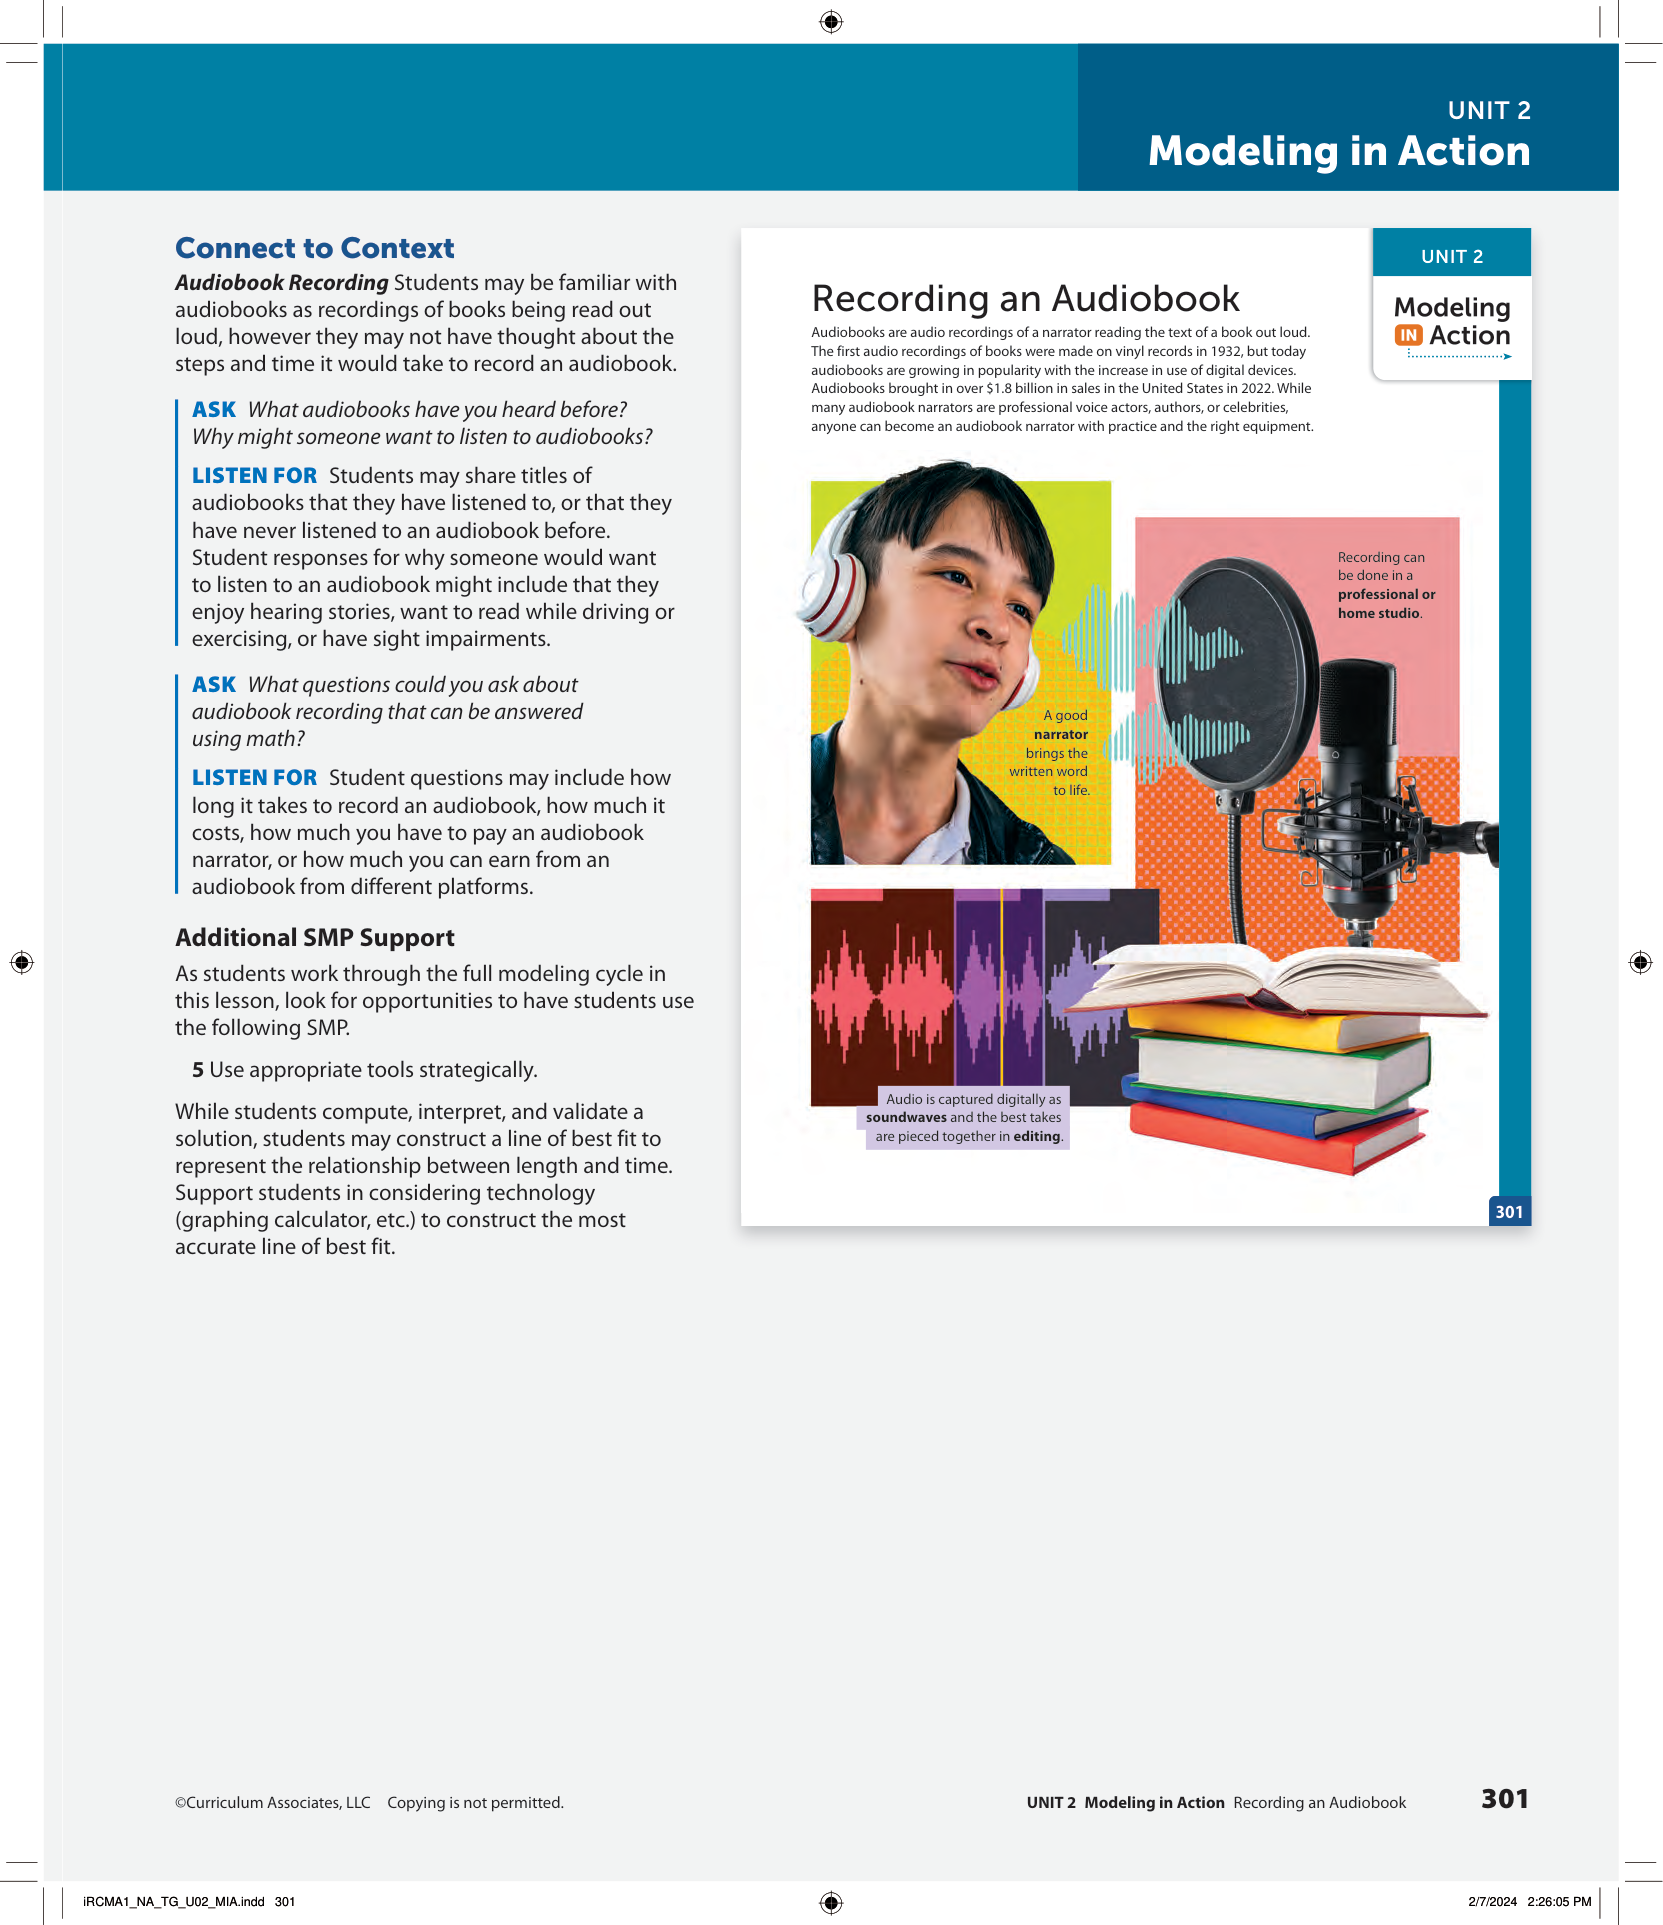 UNIT 2
Modeling in Action
Connect to Context
Audiobook Recording Students may be familiar with
audiobooks as recordings of books being read out
loud, however they may not have thought about the
steps and time it would take to record an audiobook.
ASK What audiobooks have you heard before?
Why might someone want to listen to audiobooks?
LISTEN FOR Students may share titles of
audiobooks that they have listened to, or that they
have never listened to an audiobook before.
Student responses for why someone would want
to listen to an audiobook might include that they
enjoy hearing stories, want to read while driving or
exercising, or have sight impairments.
ASK What questions could you ask about
audiobook recording that can be answered
using math?
LISTEN FOR Student questions may include how
long it takes to record an audiobook, how much it
costs, how much you have to pay an audiobook
narrator, or how much you can earn from an
audiobook from different platforms.
Additional SMP Support
As students work through the full modeling cycle in
this lesson, look for opportunities to have students use
the following SMP.
5 Use appropriate tools strategically.
While students compute, interpret, and validate a
solution, students may construct a line of best fit to
represent the relationship between length and time.
Support students in considering technology
(graphing calculator, etc.) to construct the most
accurate line of best fit.
UNIT 2
Modeling
IN Action
Recording an Audiobook
Audiobooks are audio recordings of a narrator reading the text of a book out loud.
The first audio recordings of books were made on vinyl records in 1932, but today
audiobooks are growing in popularity with the increase in use of digital devices.
Audiobooks brought in over $1.8 billion in sales in the United States in 2022. While
many audiobook narrators are professional voice actors, authors, or celebrities,
anyone can become an audiobook narrator with practice and the right equipment.
Recording can
be done in a
professional or
home studio.
A good
narrator
brings the
written word
to life.
Audio is captured digitally as
soundwaves and the best takes
are pieced together in editing.
301
©Curriculum Associates, LLC Copying is not permitted.
UNIT 2 Modeling in Action Recording an Audiobook 301
iRCMA1_NA_TG_U02_MIA.indd 301
2/7/2024 2:26:05 PM